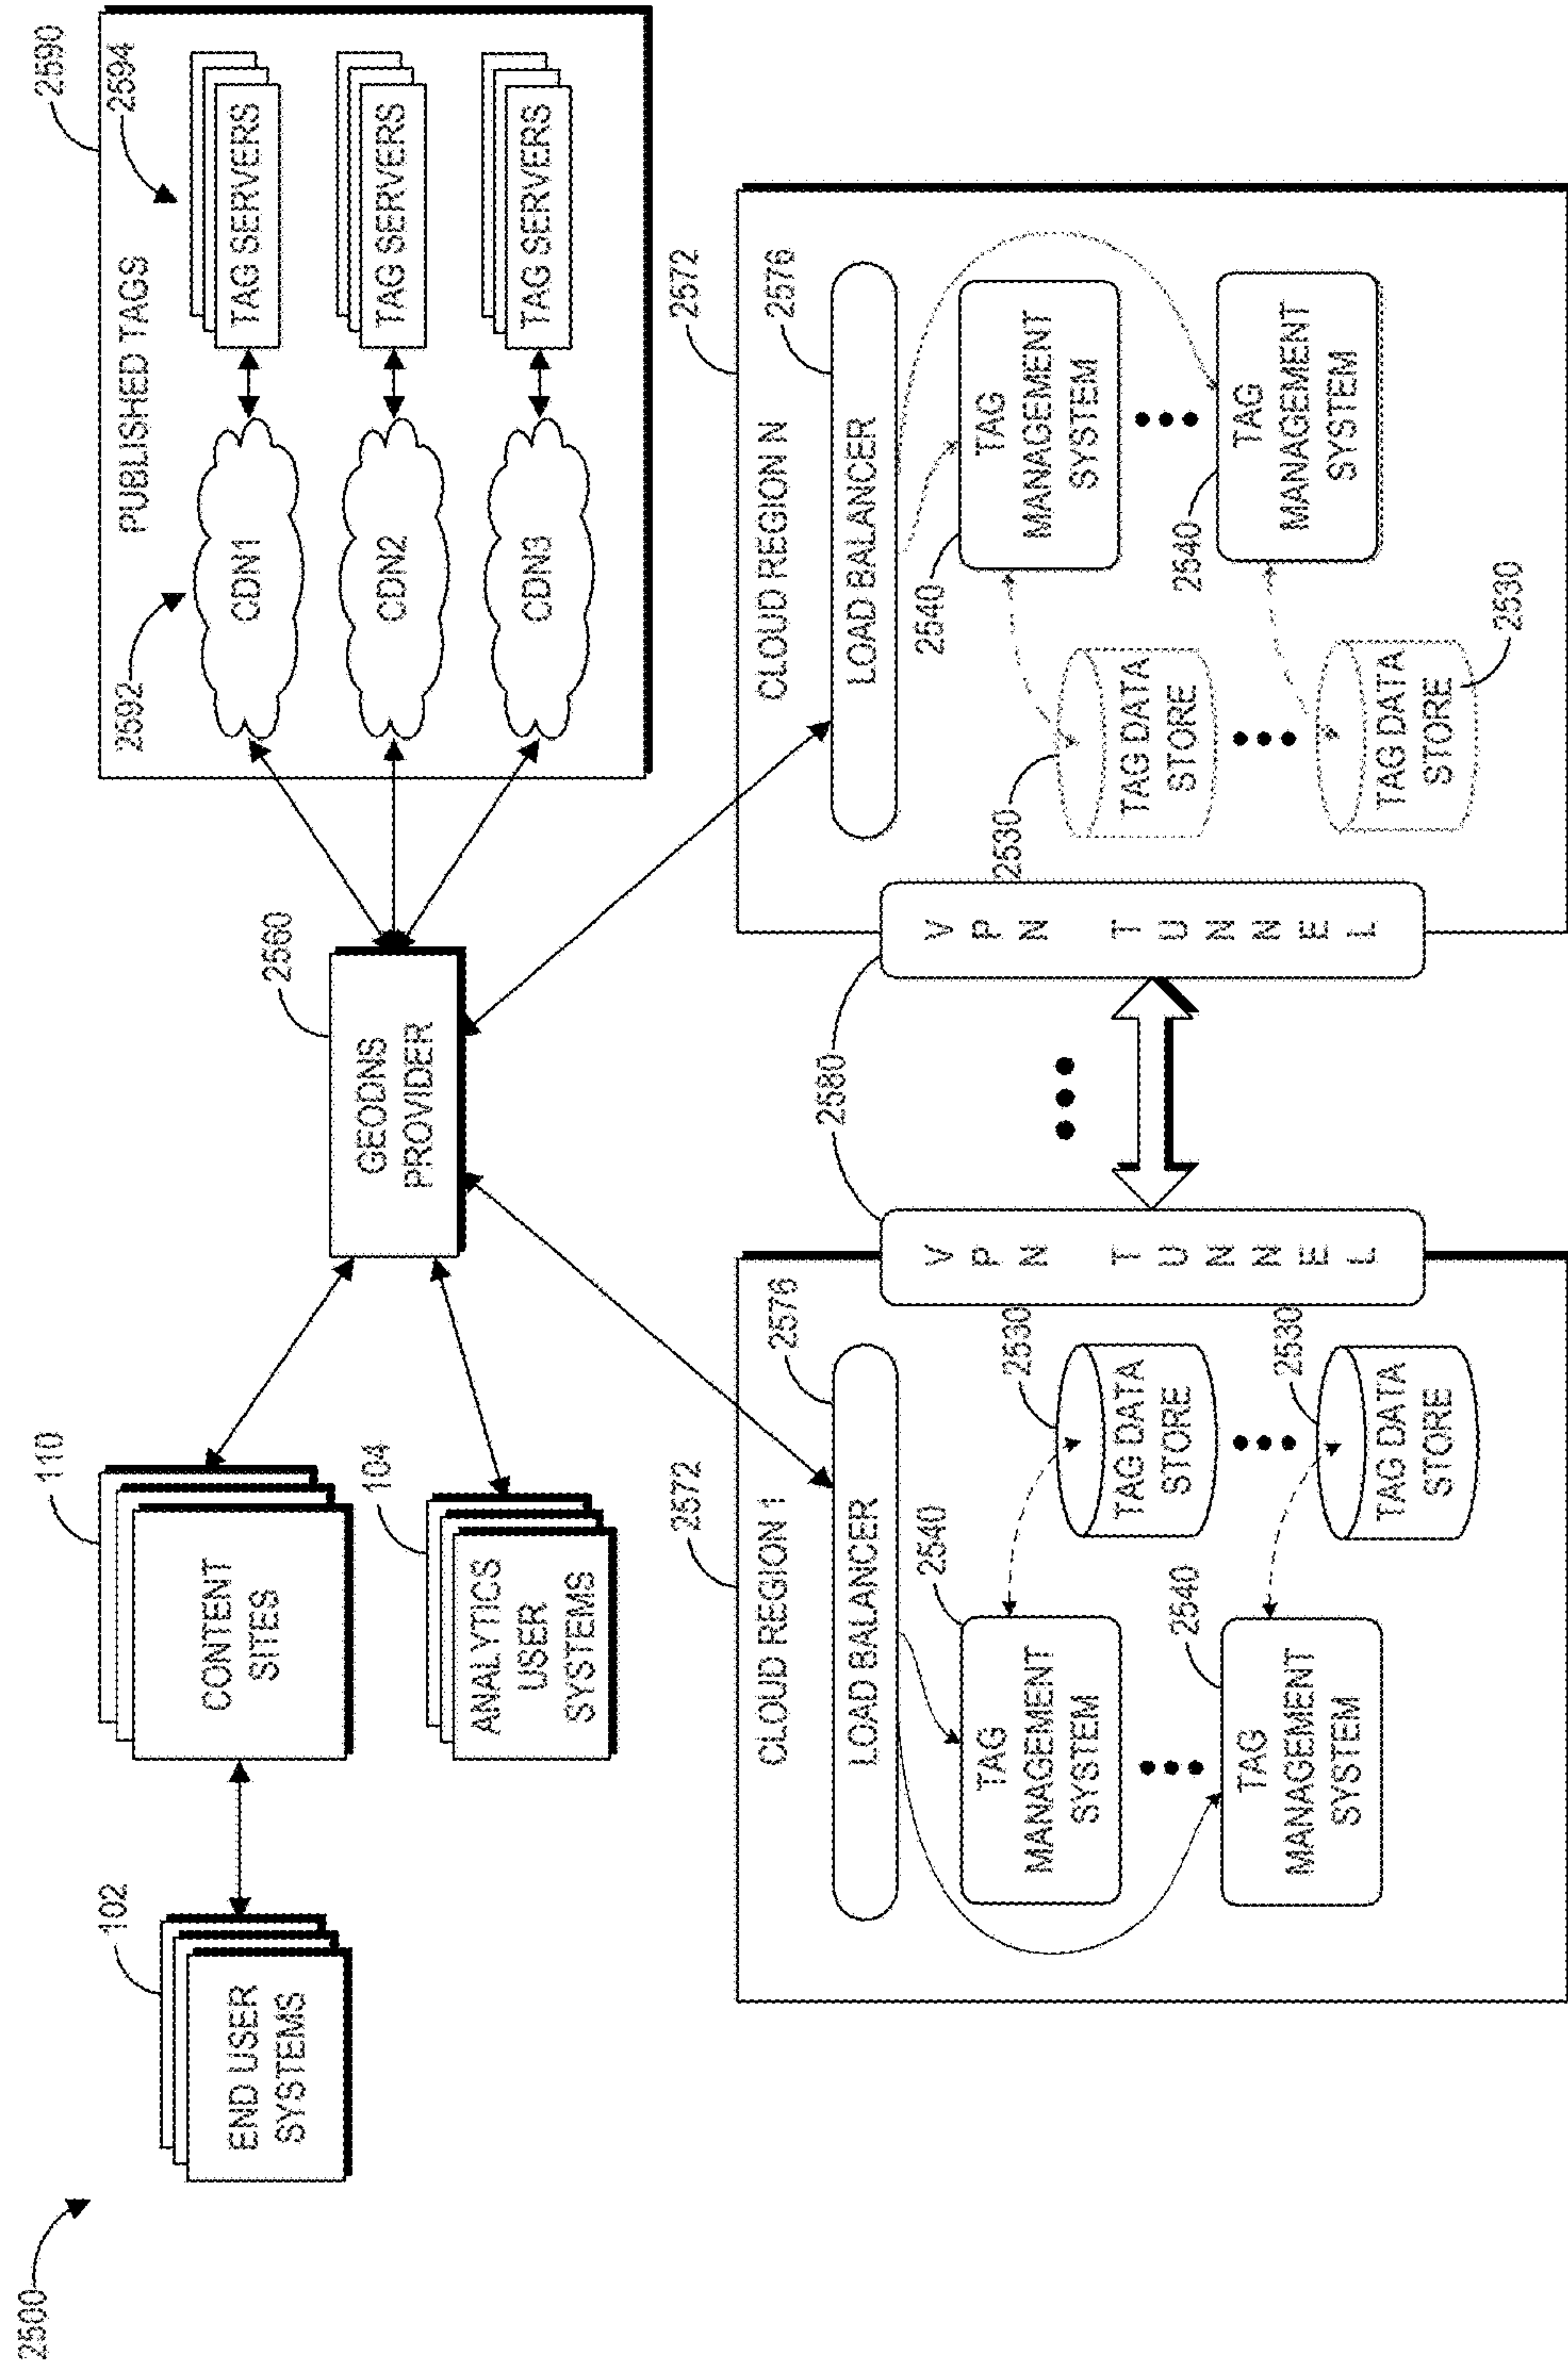 2500
102
END USER
SYSTEMS
110
CONTENT
SITES
104
ANALYTICS
USER
SYSTEMS
2560
GEODNS
PROVIDER
2590
PUBLISHED TAGS
2592
2594
CDN1
TAG SERVERS
CDN2
TAG SERVERS
CDN3
TAG SERVERS
2572
CLOUD REGION 1
2576
LOAD BALANCER
2540
TAG
MANAGEMENT
SYSTEM
2530
TAG DATA
STORE
2540
TAG
MANAGEMENT
SYSTEM
2530
TAG DATA
STORE
VPN TUNNEL
2580
VPN TUNNEL
2572
CLOUD REGION N
2576
LOAD BALANCER
2530
TAG DATA
STORE
2540
TAG
MANAGEMENT
SYSTEM
2530
TAG DATA
STORE
2540
TAG
MANAGEMENT
SYSTEM